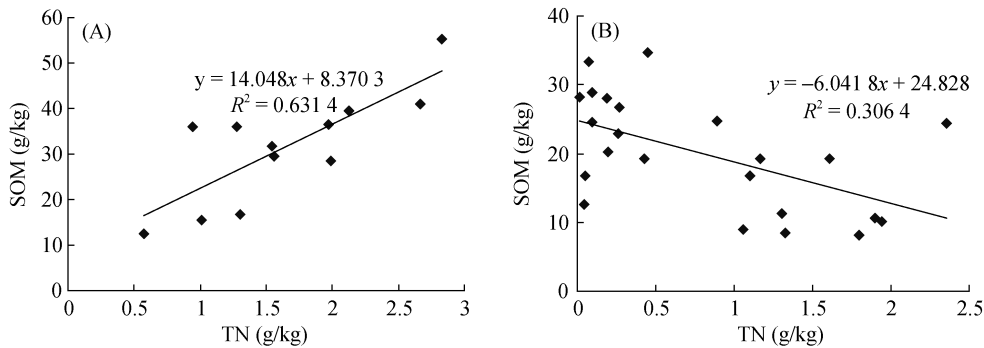 (A)
y = 14.048x + 8.370 3
R² = 0.631 4
SOM (g/kg)
60
50
40
30
20
10
0
0
1
1.5
2
2.5
3
TN (g/kg)
(B)
y = –6.041 8x + 24.828
R² = 0.306 4
SOM (g/kg)
40
30
20
10
0
0
0.5
1
1.5
2
2.5
TN (g/kg)